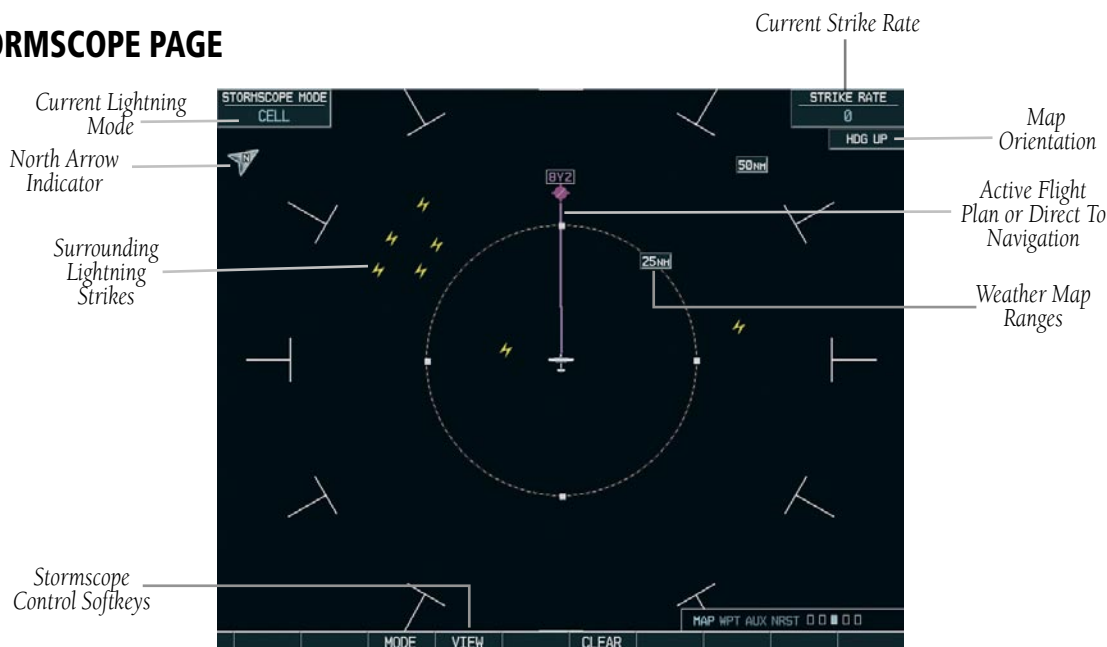 Current Strike Rate
ORMSCOPE PAGE
Current Lightning
Mode
STORMSCOPE MODE
CELL
STRIKE RATE
0
Map
Orientation
HDG UP
North Arrow
Indicator
N
50NM
8Y2
Active Flight
Plan or Direct To
Navigation
Surrounding
Lightning
Strikes
25NM
Weather Map
Ranges
Stormscope
Control Softkeys
MAP WPT AUX NRST
MODE VIEW CLEAR